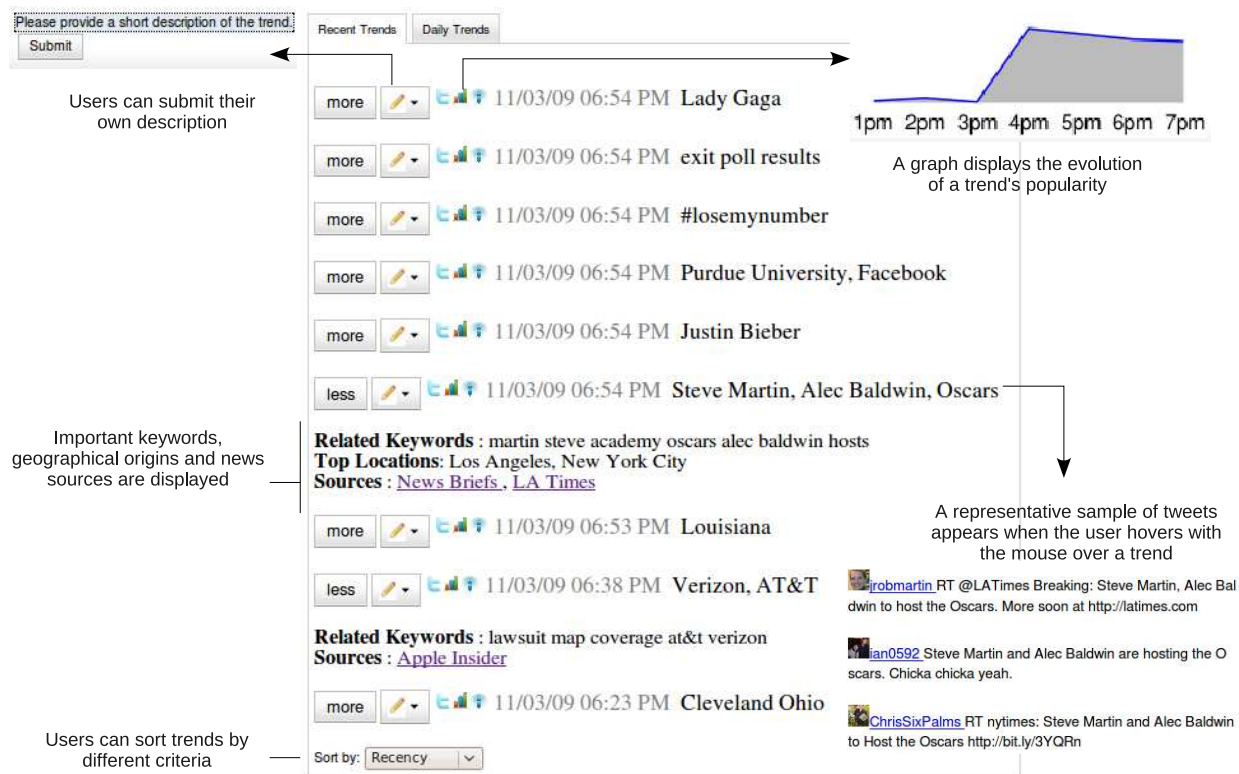 Please provide a short description of the trend.
Submit
Users can submit their
own description
Important keywords,
geographical origins and news
sources are displayed
Users can sort trends by
different criteria
Recent Trends
Daily Trends
more 11/03/09 06:54 PM Lady Gaga
more 11/03/09 06:54 PM exit poll results
more 11/03/09 06:54 PM #losemynumber
more 11/03/09 06:54 PM Purdue University, Facebook
more 11/03/09 06:54 PM Justin Bieber
less 11/03/09 06:54 PM Steve Martin, Alec Baldwin, Oscars
Related Keywords : martin steve academy oscars alec baldwin hosts
Top Locations: Los Angeles, New York City
Sources : News Briefs , LA Times
more 11/03/09 06:53 PM Louisiana
less 11/03/09 06:38 PM Verizon, AT&T
Related Keywords : lawsuit map coverage at&t verizon
Sources : Apple Insider
more 11/03/09 06:23 PM Cleveland Ohio
Sort by: Recency
1pm 2pm 3pm 4pm 5pm 6pm 7pm
A graph displays the evolution
of a trend's popularity
A representative sample of tweets
appears when the user hovers with
the mouse over a trend
jrobmartin RT @LATimes Breaking: Steve Martin, Alec Bal
dwin to host the Oscars. More soon at http://latimes.com
ian0592 Steve Martin and Alec Baldwin are hosting the O
scars. Chicka chicka yeah.
ChrisSixPalms RT nytimes: Steve Martin and Alec Baldwin
to Host the Oscars http://bit.ly/3YQRn